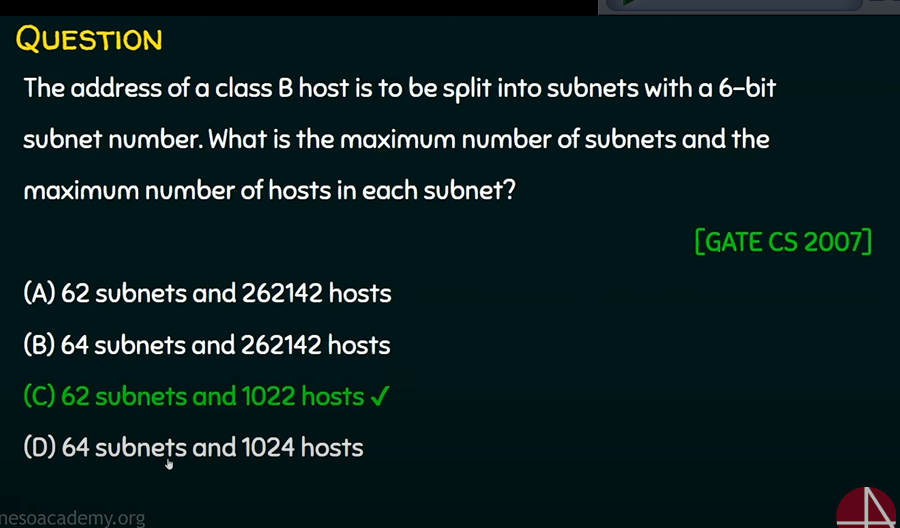 QUESTION
The address of a class B host is to be split into subnets with a 6-bit
subnet number. What is the maximum number of subnets and the
maximum number of hosts in each subnet?
[GATE CS 2007]
(A) 62 subnets and 262142 hosts
(B) 64 subnets and 262142 hosts
(C) 62 subnets and 1022 hosts ✓
(D) 64 subnets and 1024 hosts
nesoacademy.org